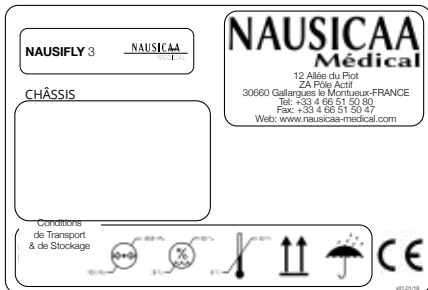 NAUSIFLY 3
NAUSICAA
MEDICAL
NAUSICAA
Médical
12 Allée du Piot
ZA Pôle Actif
30660 Gallargues le Montueux-FRANCE
Tel: +33 4 66 51 50 80
Fax: +33 4 66 51 50 47
Web: www.nausicaa-medical.com
CHÂSSIS
Conditions
de Transport
& de Stockage
%
CE